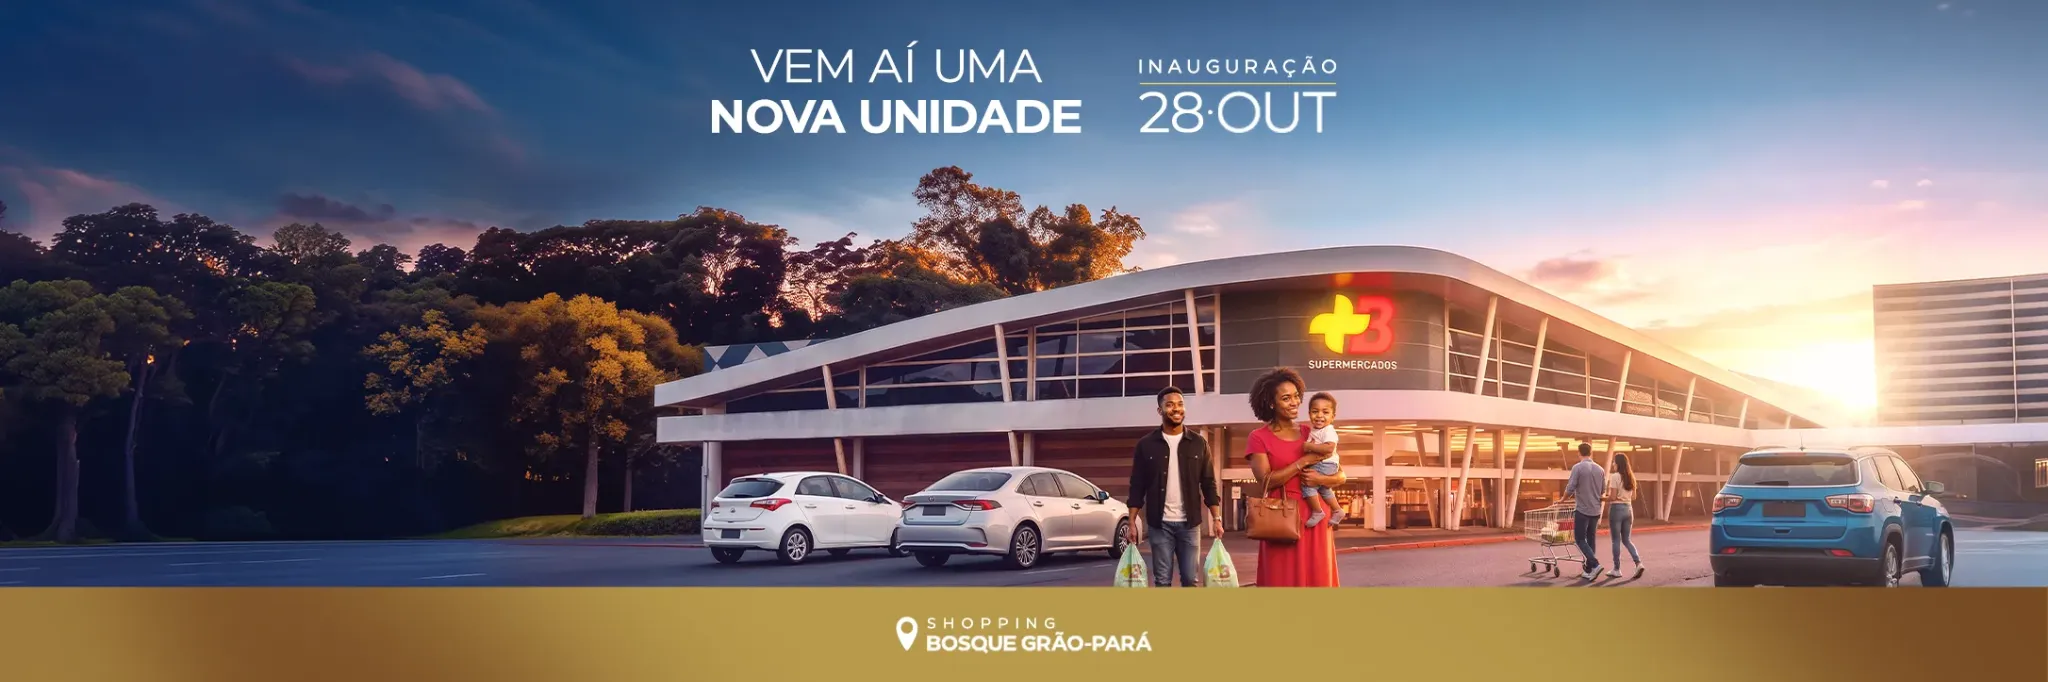 VEM AÍ UMA
NOVA UNIDADE
INAUGURAÇÃO
28·OUT
+B
SUPERMERCADOS
SHOPPING
BOSQUE GRÃO-PARÁ